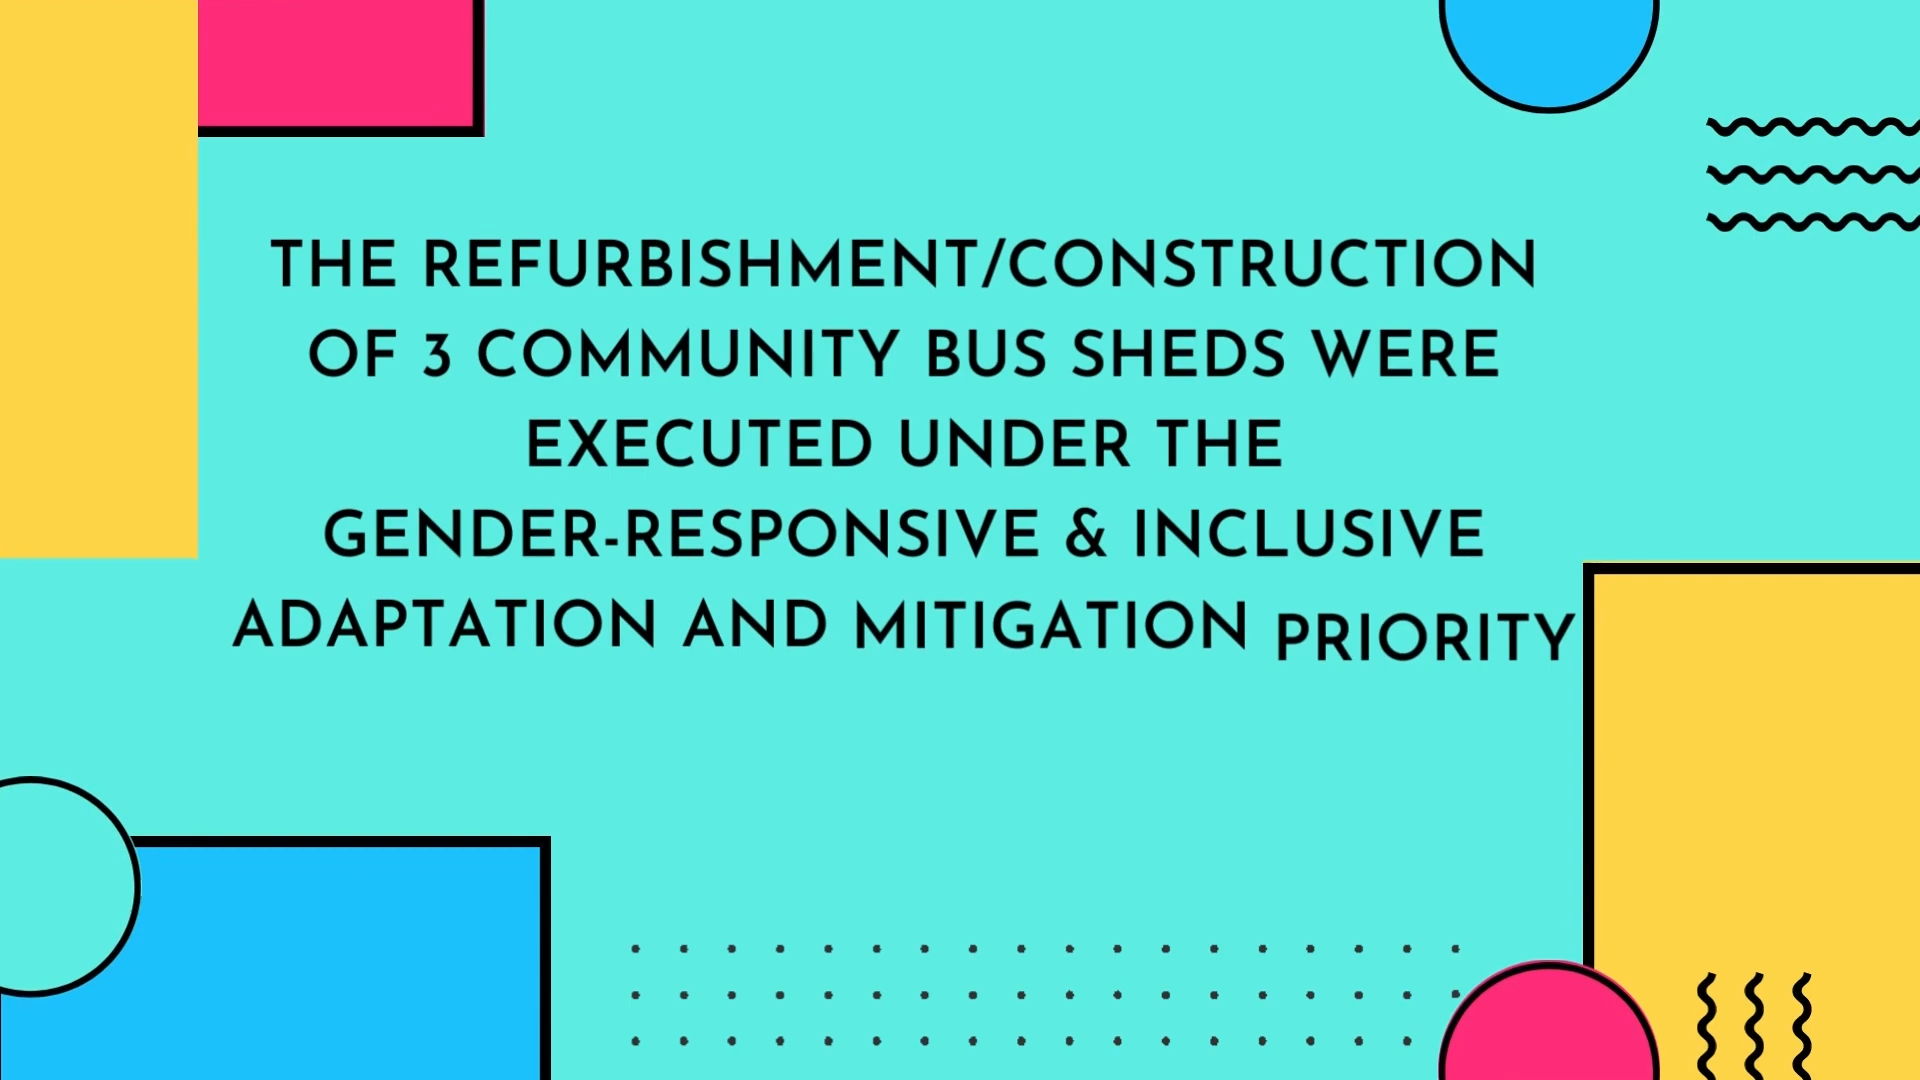 THE REFURBISHMENT/CONSTRUCTION
OF 3 COMMUNITY BUS SHEDS WERE
EXECUTED UNDER THE
GENDER-RESPONSIVE & INCLUSIVE
ADAPTATION AND MITIGATION PRIORITY